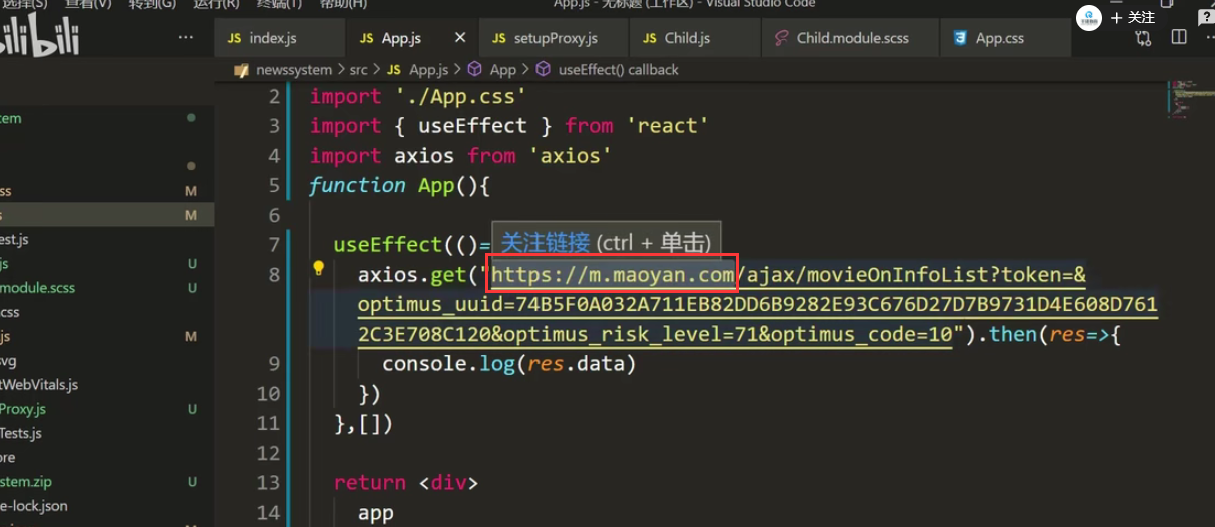 选择(S) 查看(V) 转到(G) 运行(R) 终端(T) 帮助(H) App.js - 无标题 (工作区) - Visual Studio Code
bilibili
+ 关注
··· JS index.js JS App.js × JS setupProxy.js JS Child.js Child.module.scss App.css
newssystem > src > JS App.js > App > useEffect() callback
2 import './App.css'
3 import { useEffect } from 'react'
4 import axios from 'axios'
5 function App(){
6
7 useEffect(()=
关注链接 (ctrl + 单击)
8 axios.get("https://m.maoyan.com/ajax/movieOnInfoList?token=&
optimus_uuid=74B5F0A032A711EB82DD6B9282E93C676D27D7B9731D4E608D761
2C3E708C120&optimus_risk_level=71&optimus_code=10").then(res=>{
9 console.log(res.data)
10 })
11 },[])
12
13 return <div>
14 app
tem
ss M
s M
est.js
js U
module.scss U
css
js M
svg
tWebVitals.js
Proxy.js U
Tests.js
ore
stem.zip U
e-lock.json